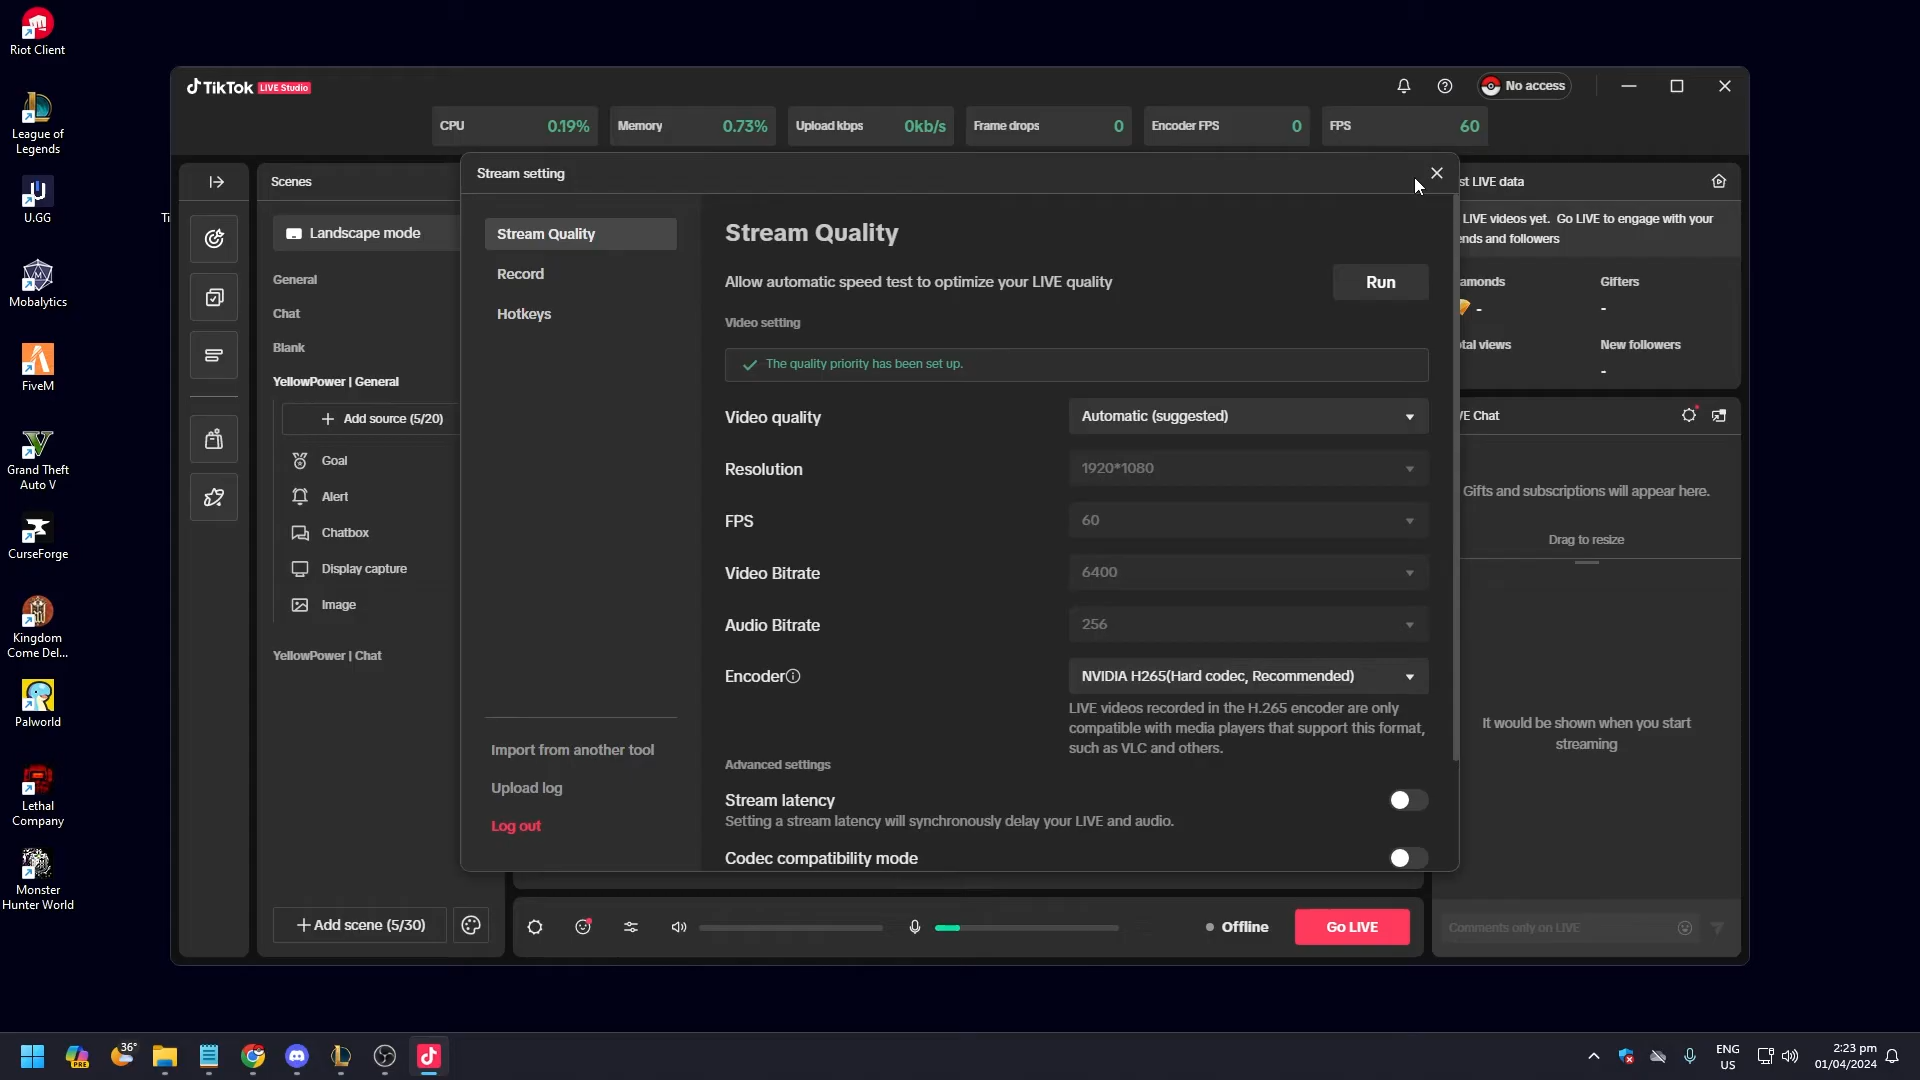 Riot Client
League of
Legends
U.GG
Ti
Mobalytics
FiveM
Grand Theft
Auto V
CurseForge
Kingdom
Come Del...
Palworld
Lethal
Company
Monster
Hunter World
TikTok LIVE Studio
No access
CPU 0.19%
Memory 0.73%
Upload kbps 0kb/s
Frame drops 0
Encoder FPS 0
FPS 60
Scenes
Landscape mode
General
Chat
Blank
YellowPower | General
+ Add source (5/20)
Goal
Alert
Chatbox
Display capture
Image
YellowPower | Chat
+ Add scene (5/30)
Stream setting
Stream Quality
Record
Hotkeys
Import from another tool
Upload log
Log out
Stream Quality
Allow automatic speed test to optimize your LIVE quality
Run
Video setting
The quality priority has been set up.
Video quality
Automatic (suggested)
Resolution
1920*1080
FPS
60
Video Bitrate
6400
Audio Bitrate
256
Encoder
NVIDIA H265(Hard codec, Recommended)
LIVE videos recorded in the H.265 encoder are only
compatible with media players that support this format,
such as VLC and others.
Advanced settings
Stream latency
Setting a stream latency will synchronously delay your LIVE and audio.
Codec compatibility mode
Offline
Go LIVE
st LIVE data
LIVE videos yet. Go LIVE to engage with your
ends and followers
amonds
Gifters
-
-
tal views
New followers
-
VE Chat
Gifts and subscriptions will appear here.
Drag to resize
It would be shown when you start
streaming
Comments only on LIVE
PRE
36°
ENG
US
2:23 pm
01/04/2024